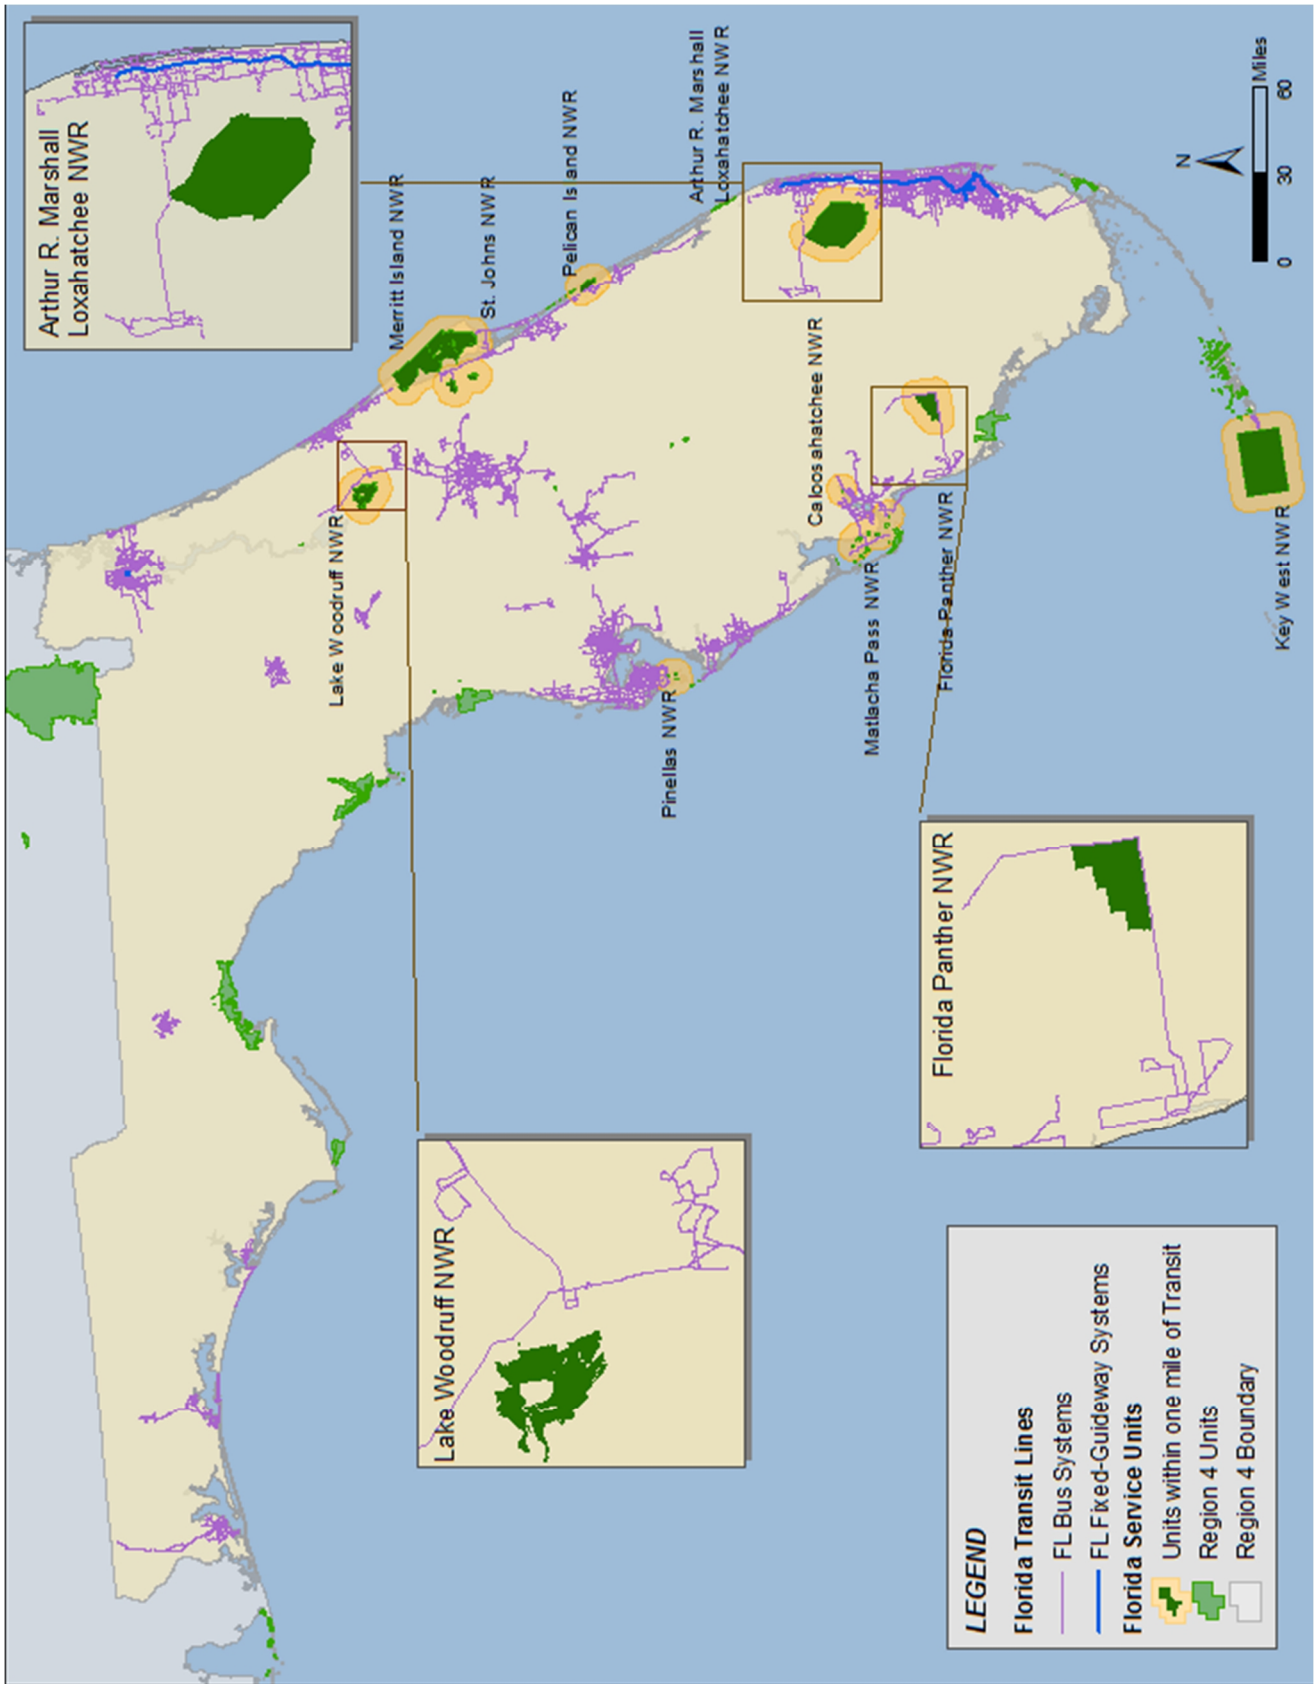 Arthur R. Marshall
Loxahatchee NWR
Merritt Island NWR
St. Johns NWR
Pelican Island NWR
Arthur R. Marshall
Loxahatchee NWR
Lake Woodruff NWR
Caloosahatchee NWR
Pinellas NWR
Matlacha Pass NWR
Florida Panther NWR
Key West NWR
N
0
30
60
Miles
Lake Woodruff NWR
Florida Panther NWR
LEGEND
Florida Transit Lines
FL Bus Systems
FL Fixed-Guideway Systems
Florida Service Units
Units within one mile of Transit
Region 4 Units
Region 4 Boundary